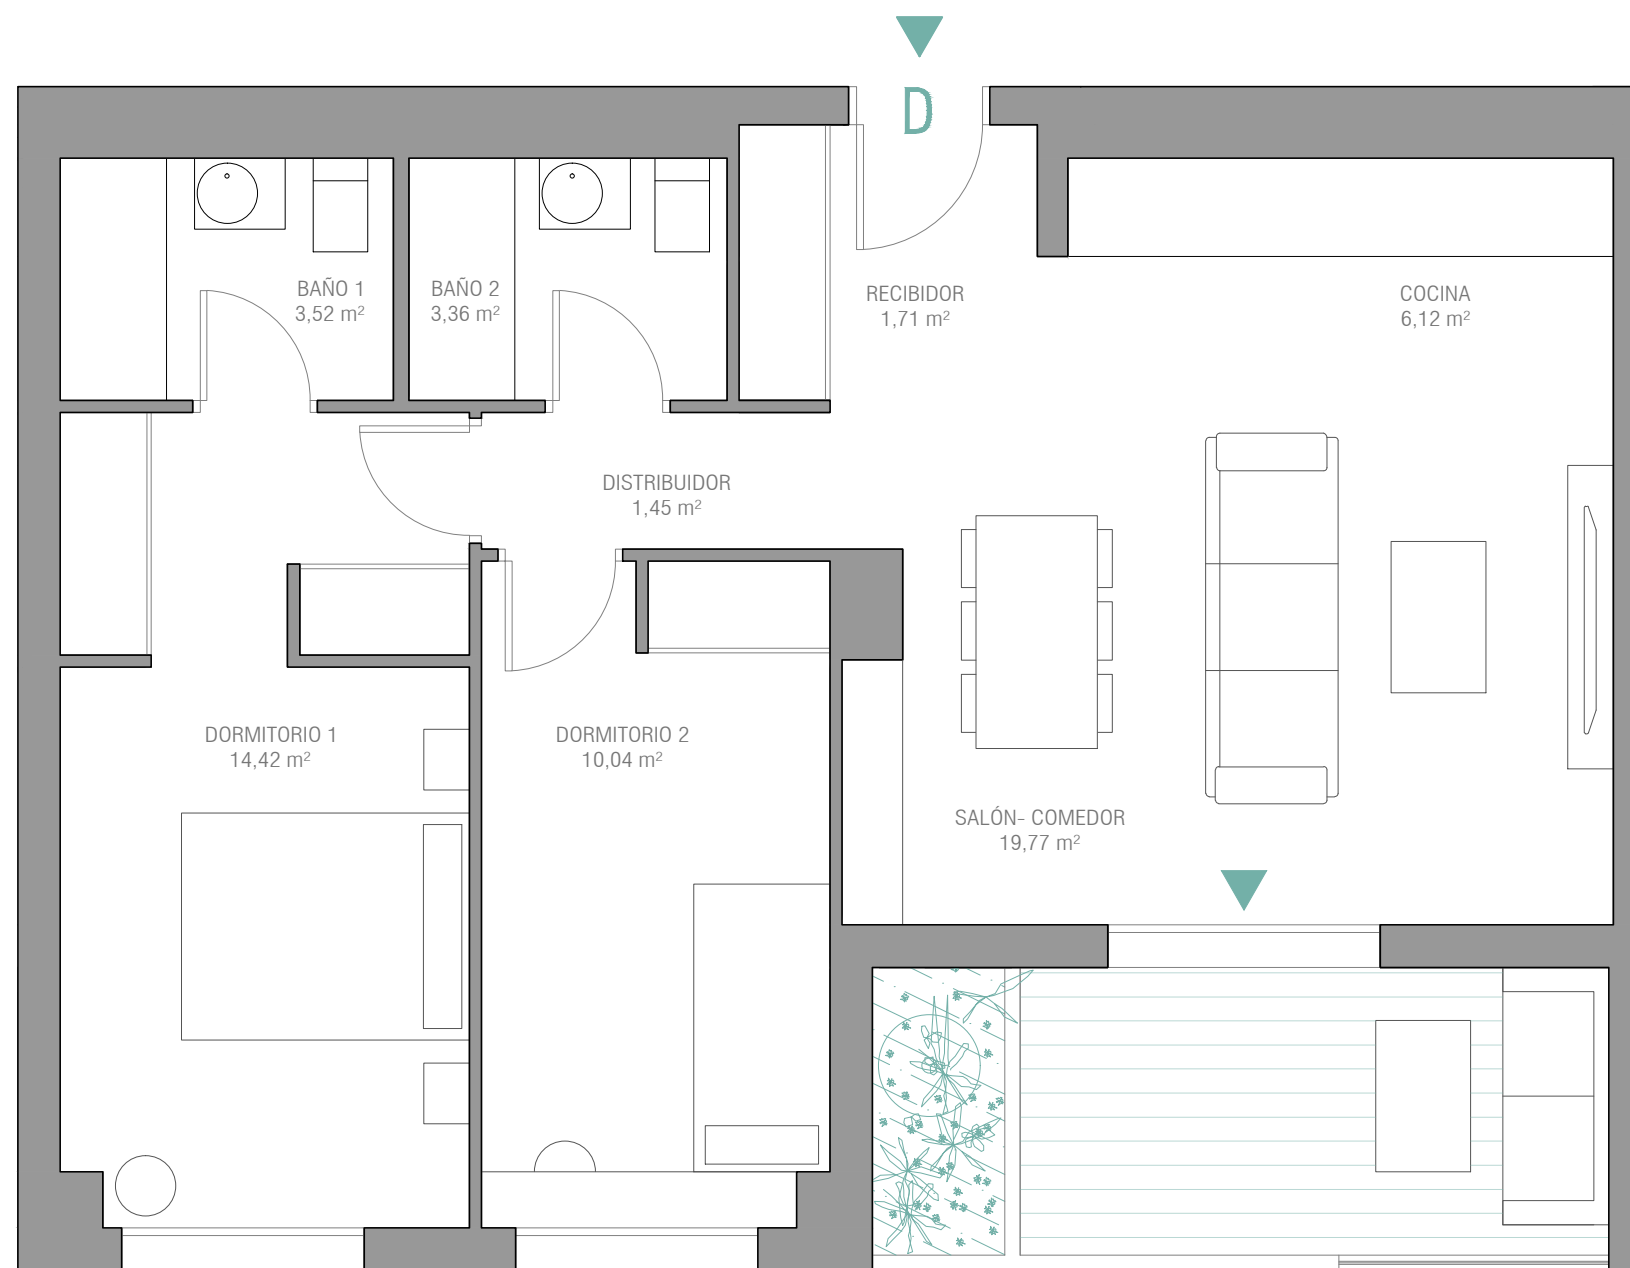 D
BAÑO 1
3,52 m²
BAÑO 2
3,36 m²
RECIBIDOR
1,71 m²
COCINA
6,12 m²
DISTRIBUIDOR
1,45 m²
DORMITORIO 1
14,42 m²
DORMITORIO 2
10,04 m²
SALÓN- COMEDOR
19,77 m²